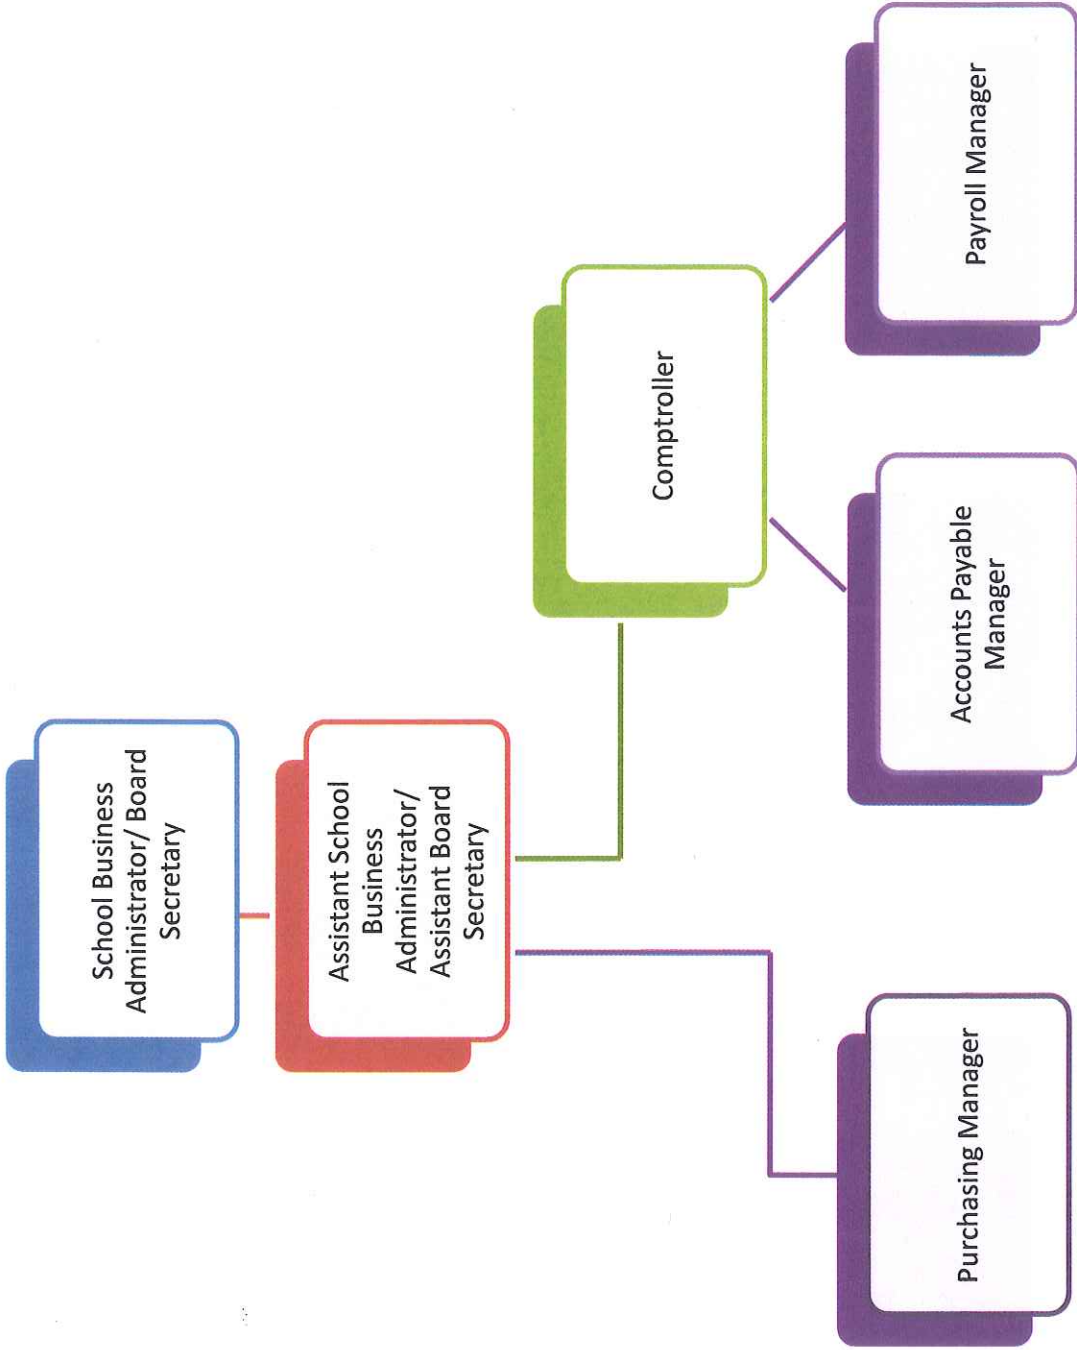 School Business
Administrator/ Board
Secretary
Assistant School
Business
Administrator/
Assistant Board
Secretary
Comptroller
Purchasing Manager
Accounts Payable
Manager
Payroll Manager